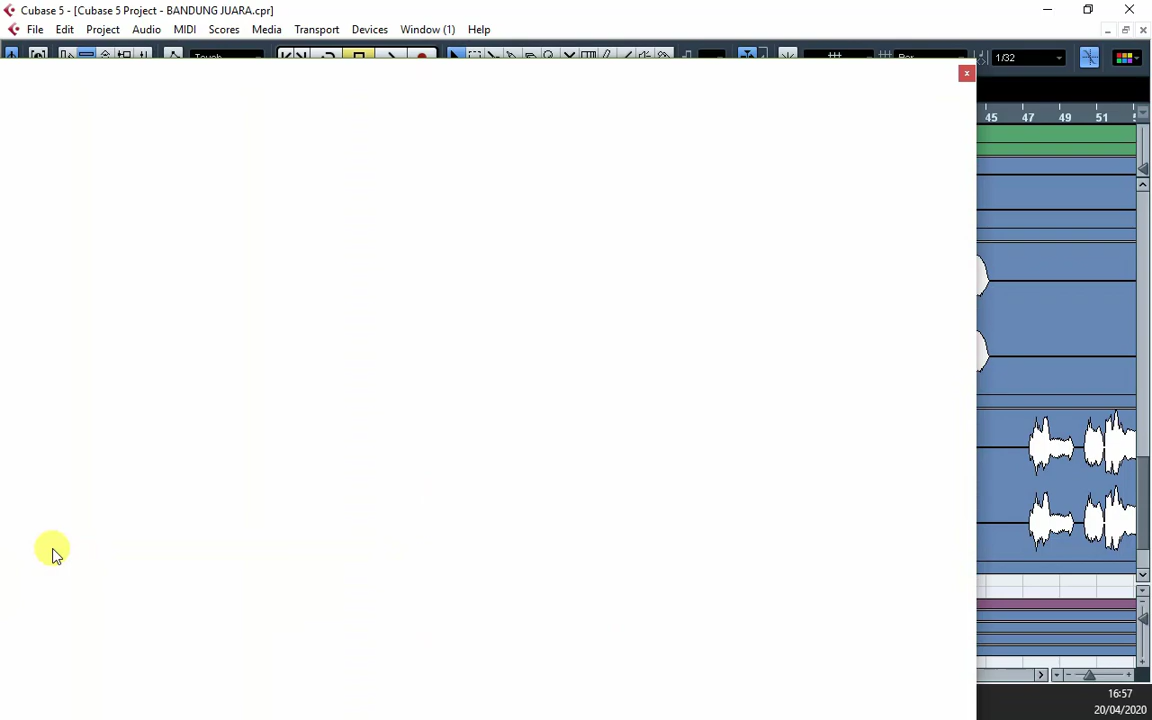 Cubase 5 - [Cubase 5 Project - BANDUNG JUARA.cpr]
File Edit Project Audio MIDI Scores Media Transport Devices Window (1) Help
Touch 1/32
x
45 47 49 51
16:57
20/04/2020